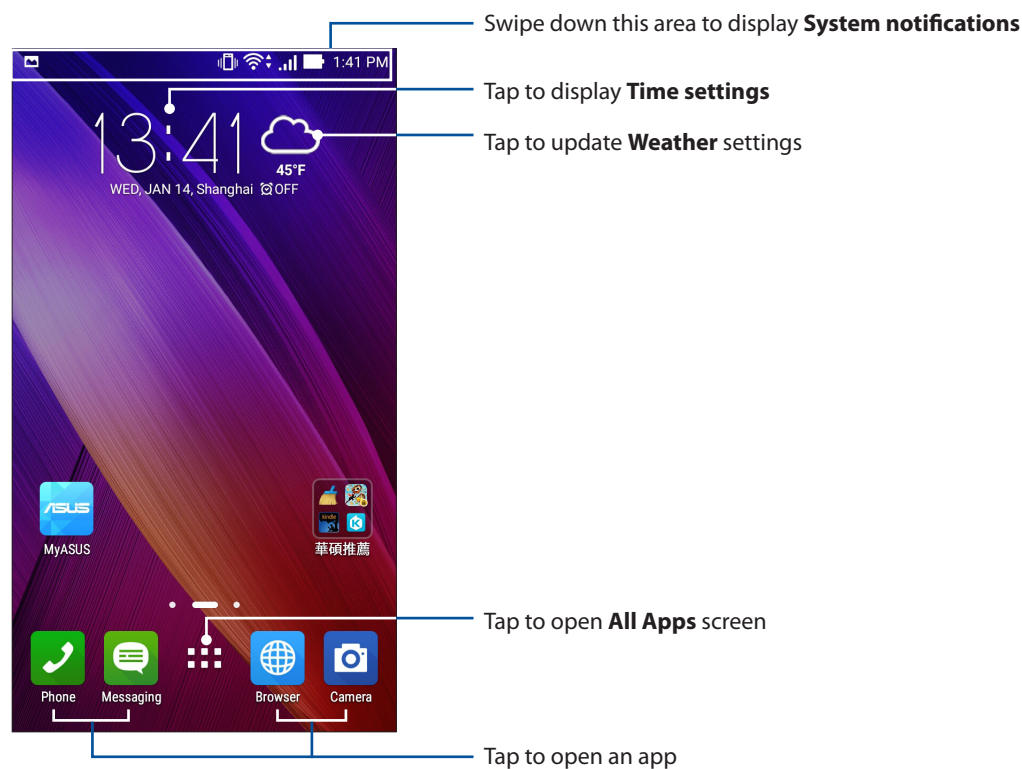 Swipe down this area to display System notifications
1:41 PM
Tap to display Time settings
13:41
Tap to update Weather settings
45°F
WED, JAN 14, Shanghai OFF
ASUS
kindle
K
MyASUS
華碩推薦
Tap to open All Apps screen
Phone Messaging Browser Camera
Tap to open an app